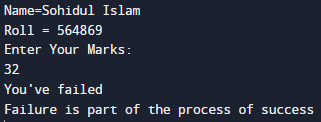 Name=Sohidul Islam
Roll = 564869
Enter Your Marks:
32
You've failed
Failure is part of the process of success